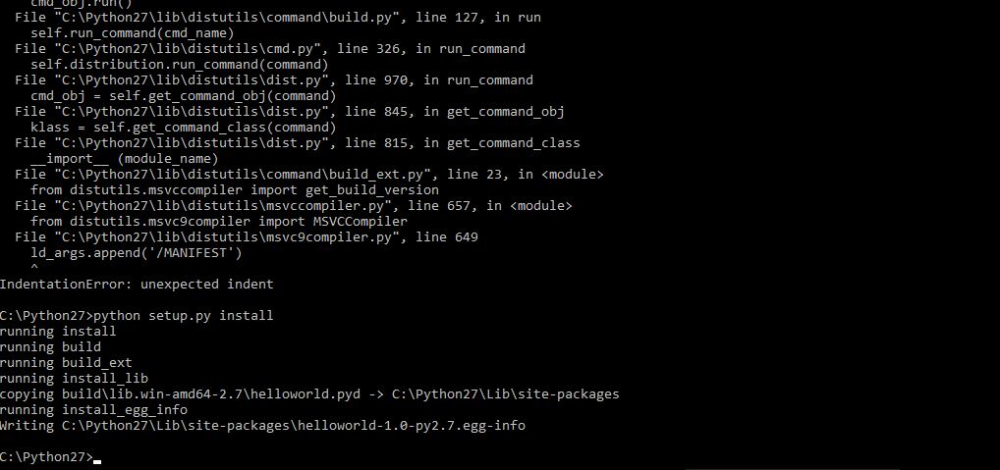 cmd_obj.run()
File "C:\Python27\lib\distutils\command\build.py", line 127, in run
self.run_command(cmd_name)
File "C:\Python27\lib\distutils\cmd.py", line 326, in run_command
self.distribution.run_command(command)
File "C:\Python27\lib\distutils\dist.py", line 970, in run_command
cmd_obj = self.get_command_obj(command)
File "C:\Python27\lib\distutils\dist.py", line 845, in get_command_obj
klass = self.get_command_class(command)
File "C:\Python27\lib\distutils\dist.py", line 815, in get_command_class
__import__ (module_name)
File "C:\Python27\lib\distutils\command\build_ext.py", line 23, in <module>
from distutils.msvccompiler import get_build_version
File "C:\Python27\lib\distutils\msvccompiler.py", line 657, in <module>
from distutils.msvc9compiler import MSVCCompiler
File "C:\Python27\lib\distutils\msvc9compiler.py", line 649
ld_args.append('/MANIFEST')
^
IndentationError: unexpected indent
C:\Python27>python setup.py install
running install
running build
running build_ext
running install_lib
copying build\lib.win-amd64-2.7\helloworld.pyd -> C:\Python27\Lib\site-packages
running install_egg_info
Writing C:\Python27\Lib\site-packages\helloworld-1.0-py2.7.egg-info
C:\Python27>